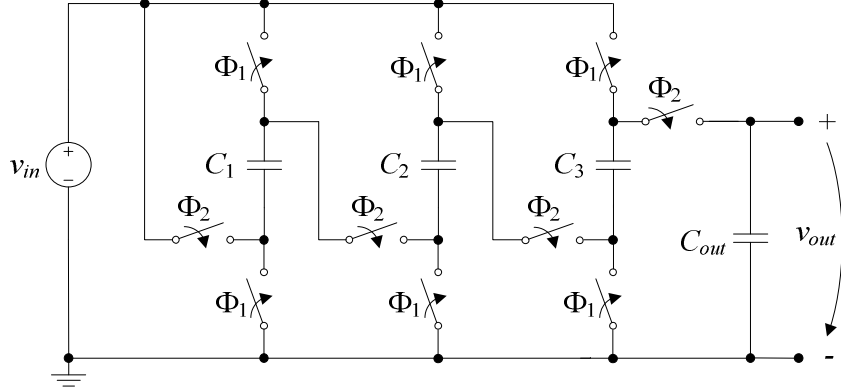 Φ1 Φ1 Φ1 Φ2 +
vin + − C1 C2 C3
Φ2 Φ2 Φ2 Cout vout
Φ1 Φ1 Φ1
-